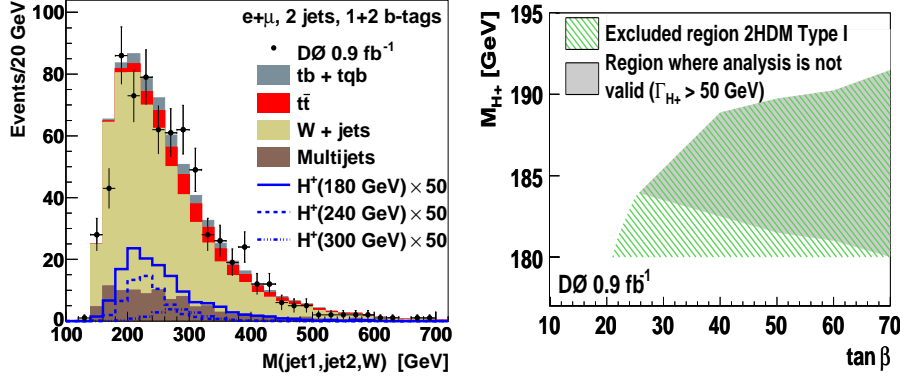 e+μ, 2 jets, 1+2 b-tags
DØ 0.9 fb⁻¹
tb + tqb
tt̄
W + jets
Multijets
H⁺(180 GeV) × 50
H⁺(240 GeV) × 50
H⁺(300 GeV) × 50
Events/20 GeV
100
80
60
40
20
0
100 200 300 400 500 600 700
M(jet1,jet2,W) [GeV]
Excluded region 2HDM Type I
Region where analysis is not
valid (Γ_H+ > 50 GeV)
M_H+ [GeV]
195
190
185
180
DØ 0.9 fb⁻¹
10 20 30 40 50 60 70
tan β